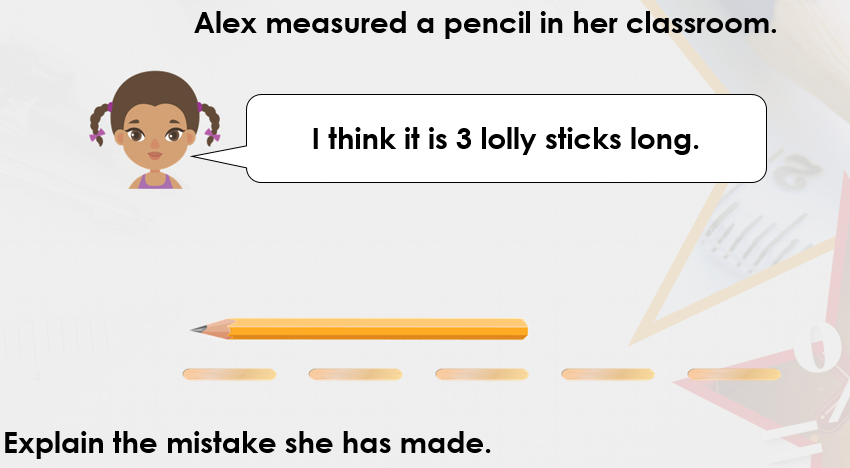 Alex measured a pencil in her classroom.
I think it is 3 lolly sticks long.
Explain the mistake she has made.